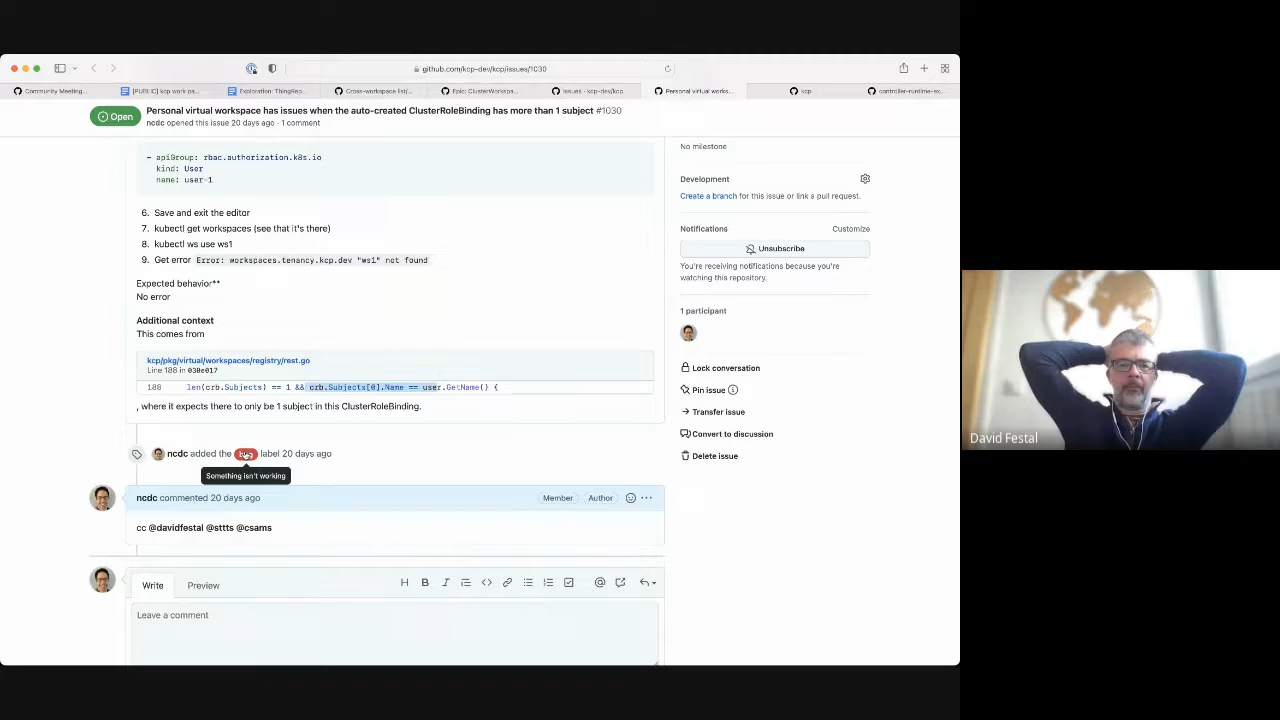 github.com/kcp-dev/kcp/issues/1030
Community Meeting...
[PUBLIC] kcp work pa...
Exploration: ThingRep...
Cross-workspace list/...
Epic: ClusterWorkspa...
Issues · kcp-dev/kcp
Personal virtual works...
kcp
controller-runtime-ex...
Open
Personal virtual workspace has issues when the auto-created ClusterRoleBinding has more than 1 subject #1030
ncdc opened this issue 20 days ago · 1 comment
- apiGroup: rbac.authorization.k8s.io
kind: User
name: user-1
6. Save and exit the editor
7. kubectl get workspaces (see that it's there)
8. kubectl ws use ws1
9. Get error Error: workspaces.tenancy.kcp.dev "ws1" not found
Expected behavior**
No error
Additional context
This comes from
kcp/pkg/virtual/workspaces/registry/rest.go
Line 188 in 030e017
188 len(crb.Subjects) == 1 && crb.Subjects[0].Name == user.GetName() {
, where it expects there to only be 1 subject in this ClusterRoleBinding.
ncdc added the bug label 20 days ago
Something isn't working
ncdc commented 20 days ago
Member
Author
cc @davidfestal @sttts @csams
Write
Preview
Leave a comment
No milestone
Development
Create a branch for this issue or link a pull request.
Notifications
Customize
Unsubscribe
You're receiving notifications because you're
watching this repository.
1 participant
Lock conversation
Pin issue
Transfer issue
Convert to discussion
Delete issue
David Festal